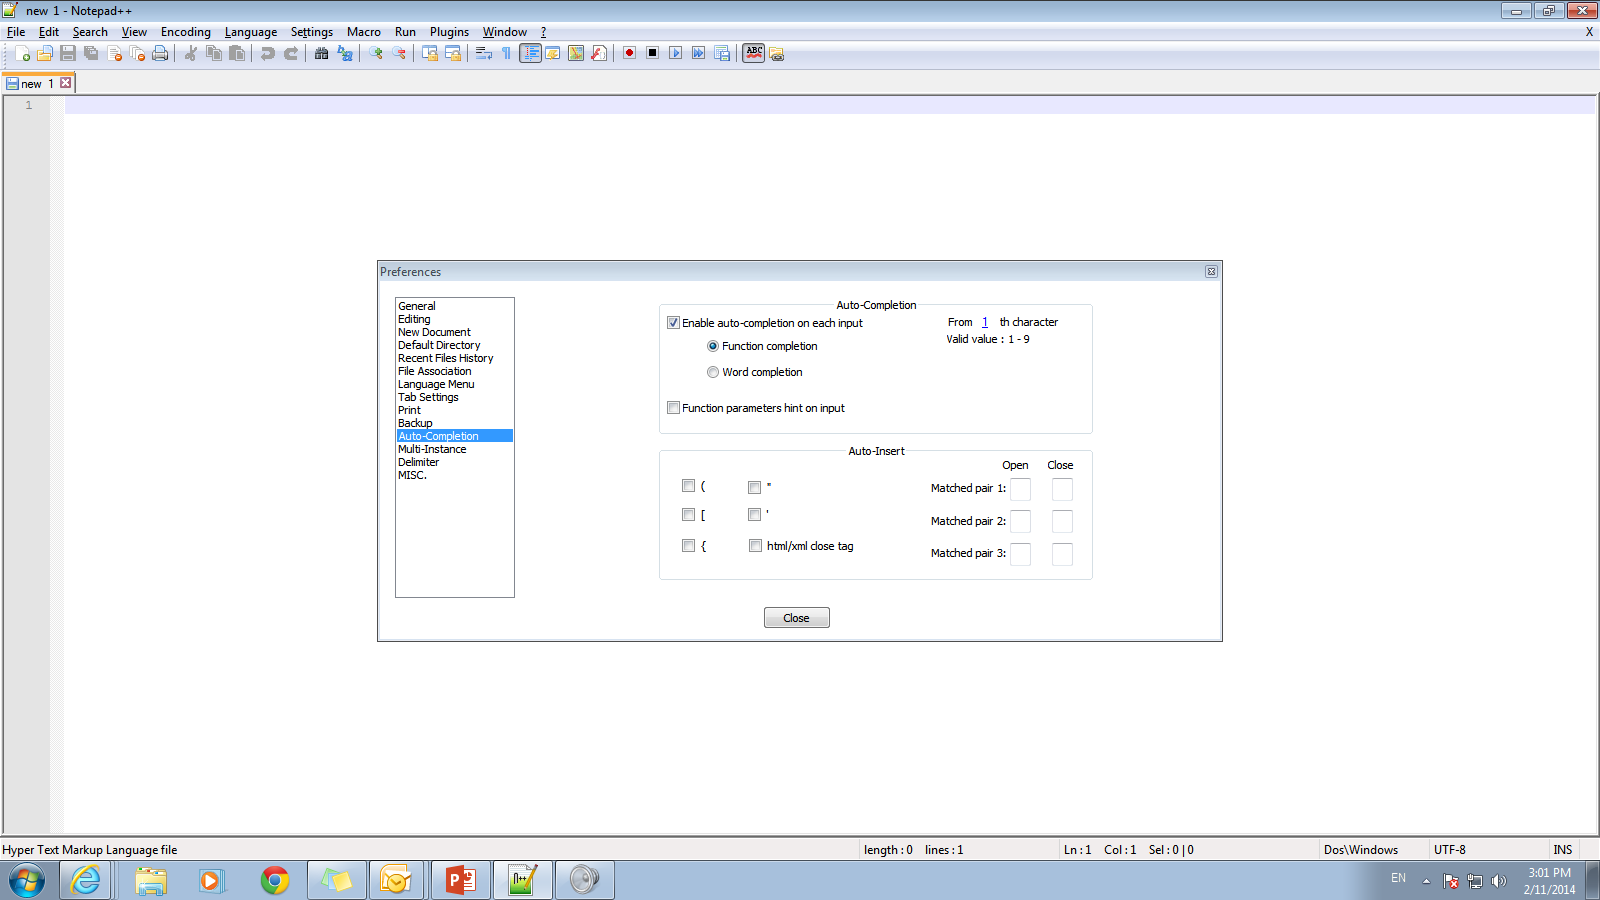 new 1 - Notepad++
File Edit Search View Encoding Language Settings Macro Run Plugins Window ? X
ABC
new 1
1
Preferences
General
Editing
New Document
Default Directory
Recent Files History
File Association
Language Menu
Tab Settings
Print
Backup
Auto-Completion
Multi-Instance
Delimiter
MISC.
Auto-Completion
Enable auto-completion on each input
From 1 th character
Valid value : 1 - 9
Function completion
Word completion
Function parameters hint on input
Auto-Insert
Open Close
( " Matched pair 1:
[ ' Matched pair 2:
{ html/xml close tag Matched pair 3:
Close
Hyper Text Markup Language file length : 0 lines : 1 Ln : 1 Col : 1 Sel : 0 | 0 Dos\Windows UTF-8 INS
EN
3:01 PM
2/11/2014